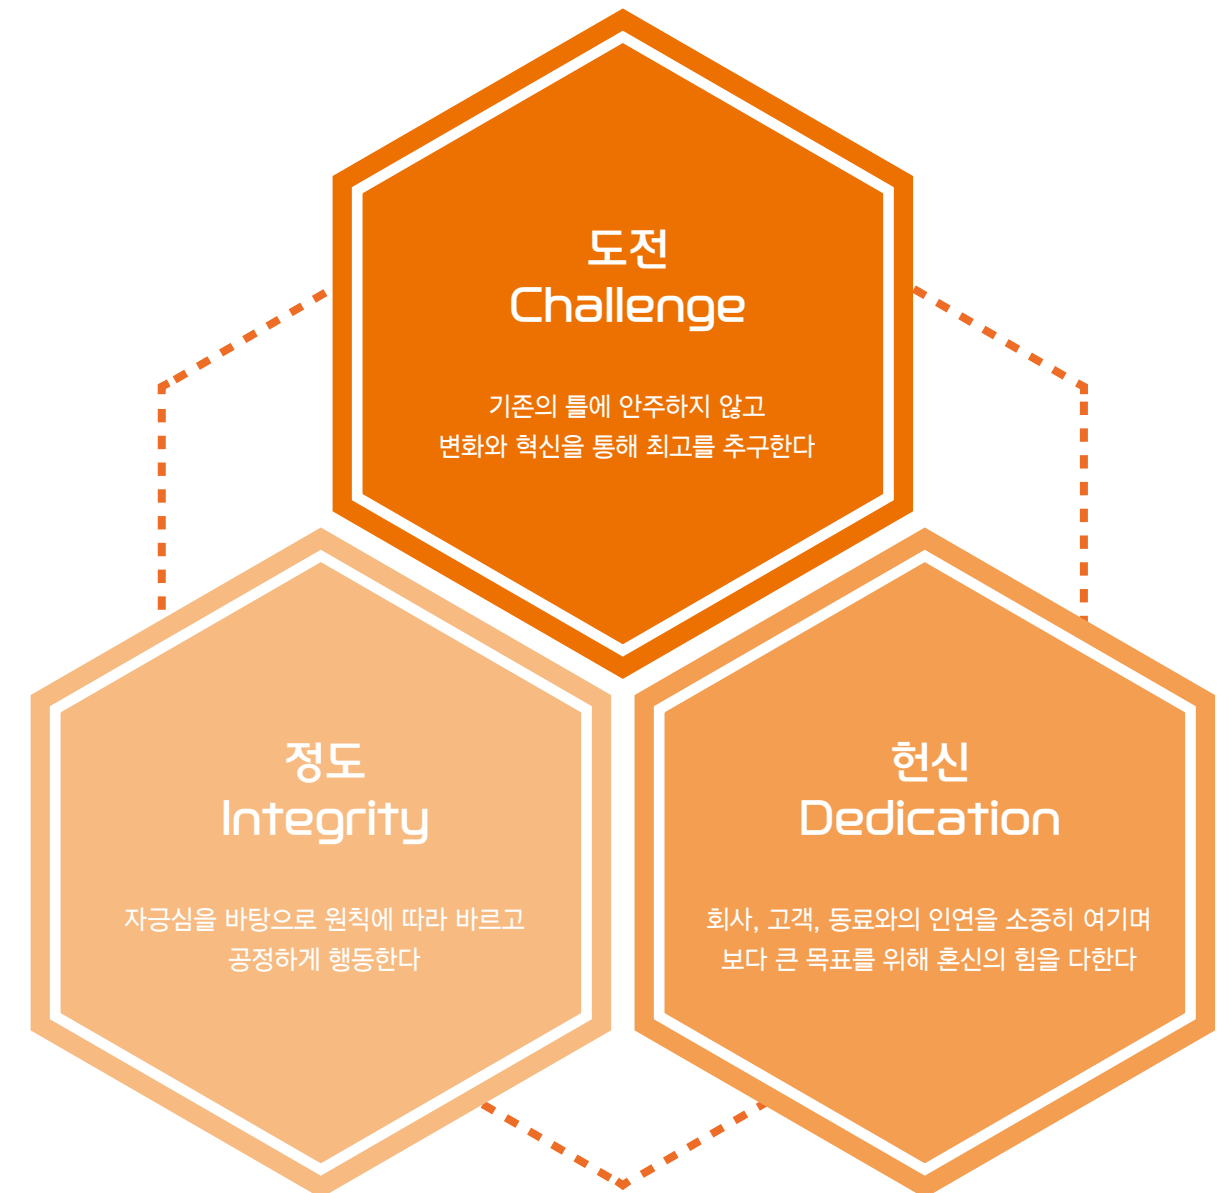 도전
Challenge
기존의 틀에 안주하지 않고
변화와 혁신을 통해 최고를 추구한다
정도
Integrity
자긍심을 바탕으로 원칙에 따라 바르고
공정하게 행동한다
헌신
Dedication
회사, 고객, 동료와의 인연을 소중히 여기며
보다 큰 목표를 위해 혼신의 힘을 다한다